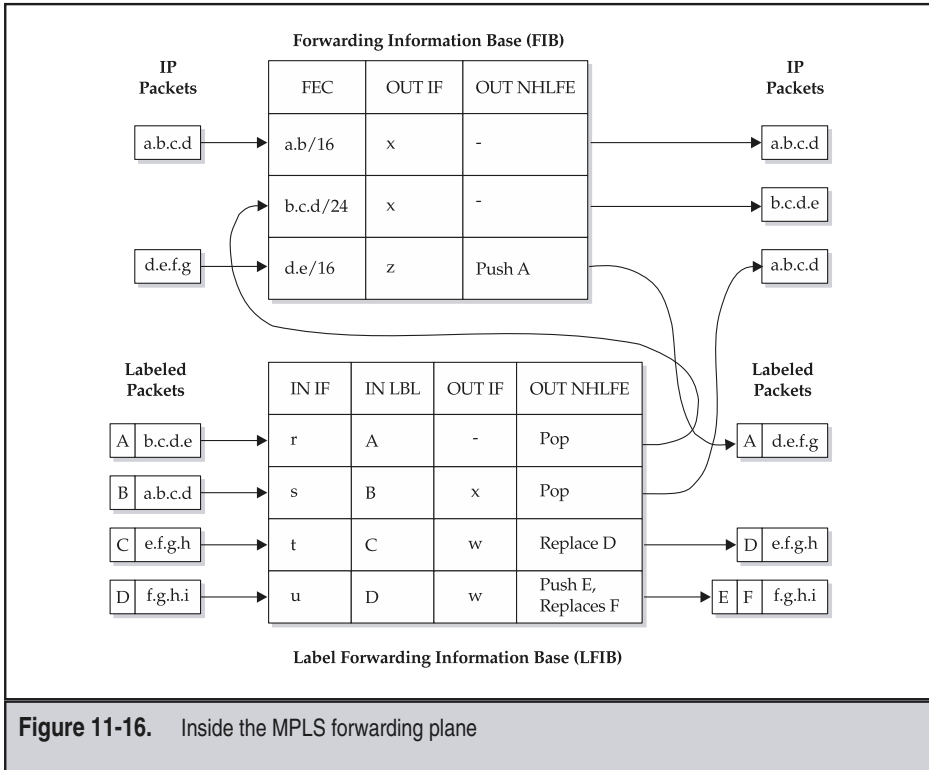 Forwarding Information Base (FIB)
IP
Packets
IP
Packets
FEC OUT IF OUT NHLFE
a.b.c.d a.b/16 x - a.b.c.d
b.c.d/24 x - b.c.d.e
d.e.f.g d.e/16 z Push A a.b.c.d
Labeled
Packets
Labeled
Packets
IN IF IN LBL OUT IF OUT NHLFE
A b.c.d.e r A - Pop A d.e.f.g
B a.b.c.d s B x Pop
C e.f.g.h t C w Replace D D e.f.g.h
D f.g.h.i u D w Push E,
Replaces F E F f.g.h.i
Label Forwarding Information Base (LFIB)
Figure 11-16. Inside the MPLS forwarding plane